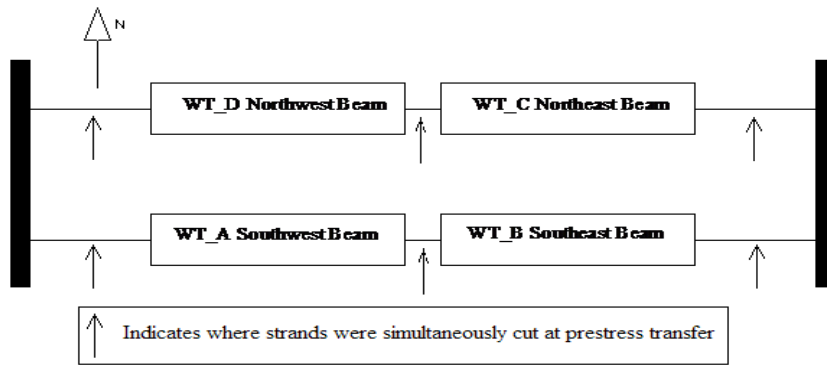 N
WT_D Northwest Beam
WT_C Northeast Beam
WT_A Southwest Beam
WT_B Southeast Beam
Indicates where strands were simultaneously cut at prestress transfer